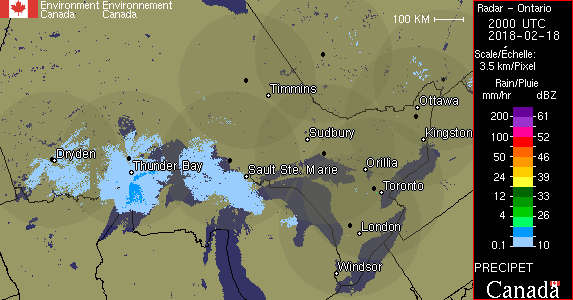 Environment Environnement
Canada Canada
100 KM
Timmins
Ottawa
Sudbury
Kingston
Dryden
Thunder Bay
Sault Ste. Marie
Orillia
Toronto
London
Windsor
Radar - Ontario
2000 UTC
2018-02-18
Scale/Échelle:
3.5 km/Pixel
Rain/Pluie
mm/hr dBZ
200 61
100 52
50 46
24 39
12 33
4 26
0.1 10
PRECIPET
Canada